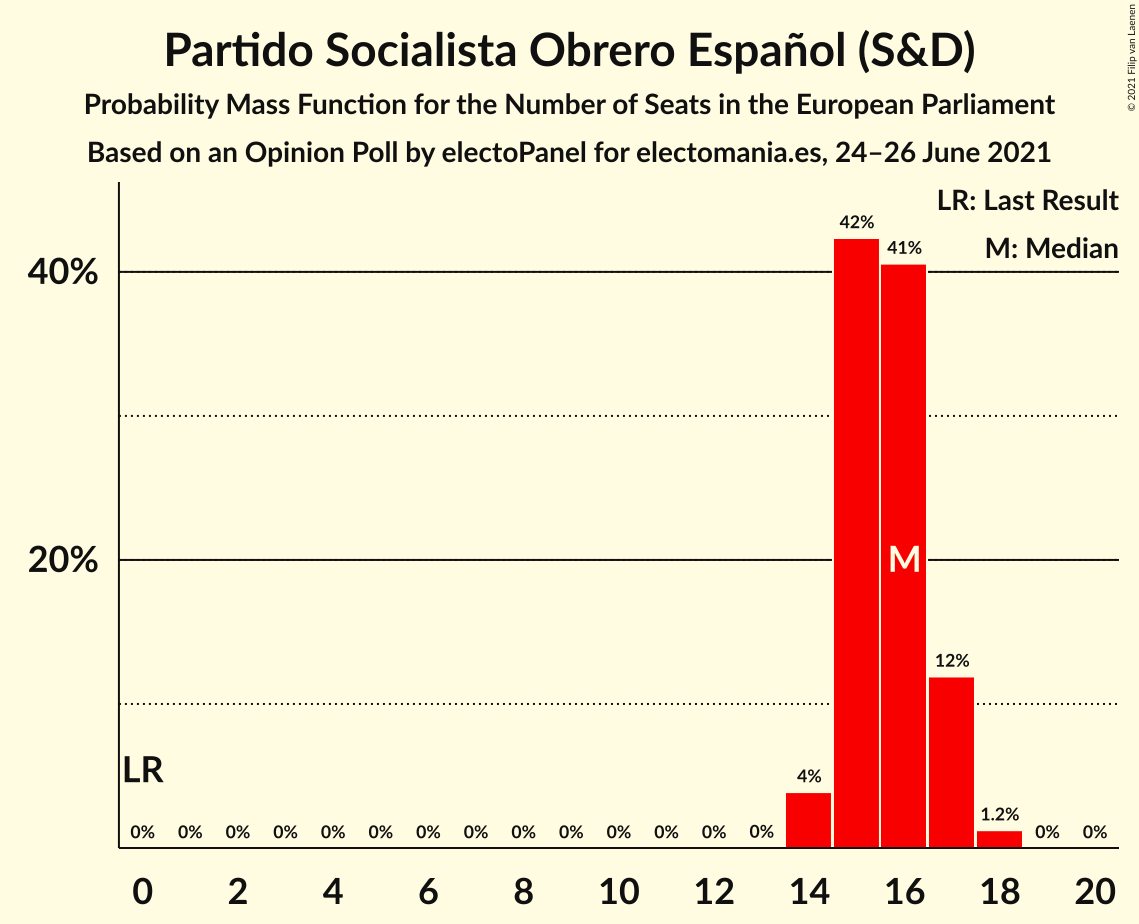 Partido Socialista Obrero Español (S&D)
Probability Mass Function for the Number of Seats in the European Parliament
Based on an Opinion Poll by electoPanel for electomania.es, 24–26 June 2021
© 2021 Filip van Laenen
LR: Last Result
M: Median
42%
41%
40%
20%
M
12%
LR
4%
1.2%
0% 0% 0% 0% 0% 0% 0% 0% 0% 0% 0% 0% 0% 0% 0% 0%
0 2 4 6 8 10 12 14 16 18 20